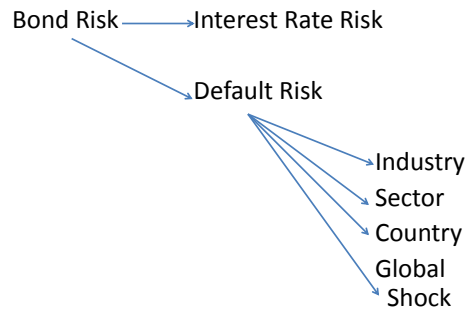 Bond Risk Interest Rate Risk
Default Risk
Industry
Sector
Country
Global
Shock